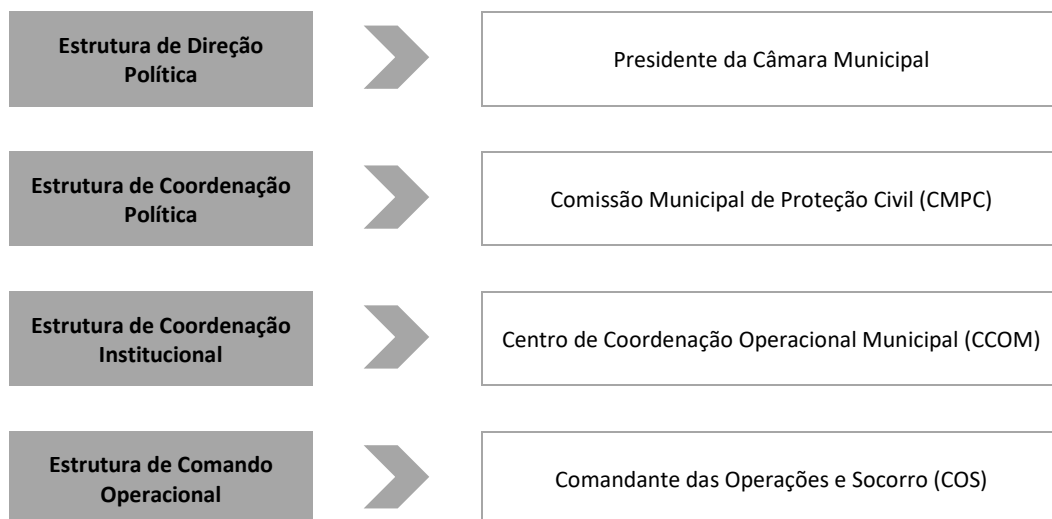 Estrutura de Direção
Política
Presidente da Câmara Municipal
Estrutura de Coordenação
Política
Comissão Municipal de Proteção Civil (CMPC)
Estrutura de Coordenação
Institucional
Centro de Coordenação Operacional Municipal (CCOM)
Estrutura de Comando
Operacional
Comandante das Operações e Socorro (COS)